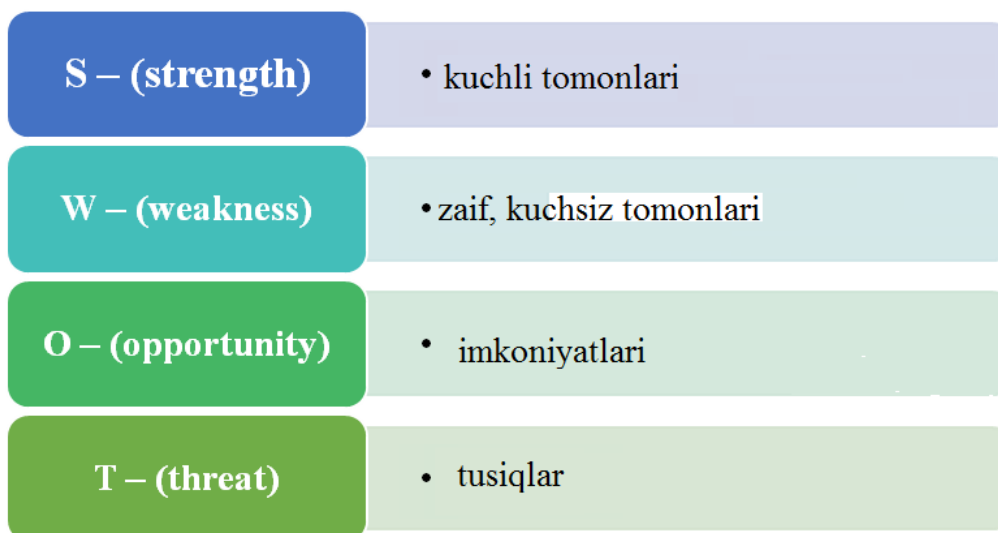 S – (strength)
• kuchli tomonlari
W – (weakness)
• zaif, kuchsiz tomonlari
O – (opportunity)
• imkoniyatlari
T – (threat)
• tusiqlar